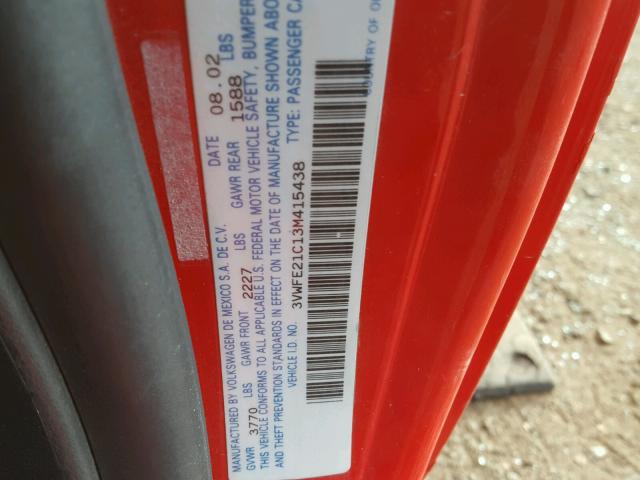 MANUFACTURED BY VOLKSWAGEN DE MEXICO S.A. DE C.V. DATE 08.02
GVWR 3770 LBS GAWR FRONT 2227 LBS GAWR REAR 1588 LBS
THIS VEHICLE CONFORMS TO ALL APPLICABLE U.S. FEDERAL MOTOR VEHICLE SAFETY, BUMPER
AND THEFT PREVENTION STANDARDS IN EFFECT ON THE DATE OF MANUFACTURE SHOWN ABO
VEHICLE I.D. NO. 3VWFE21C13M415438 TYPE: PASSENGER CA
COUNTRY OF